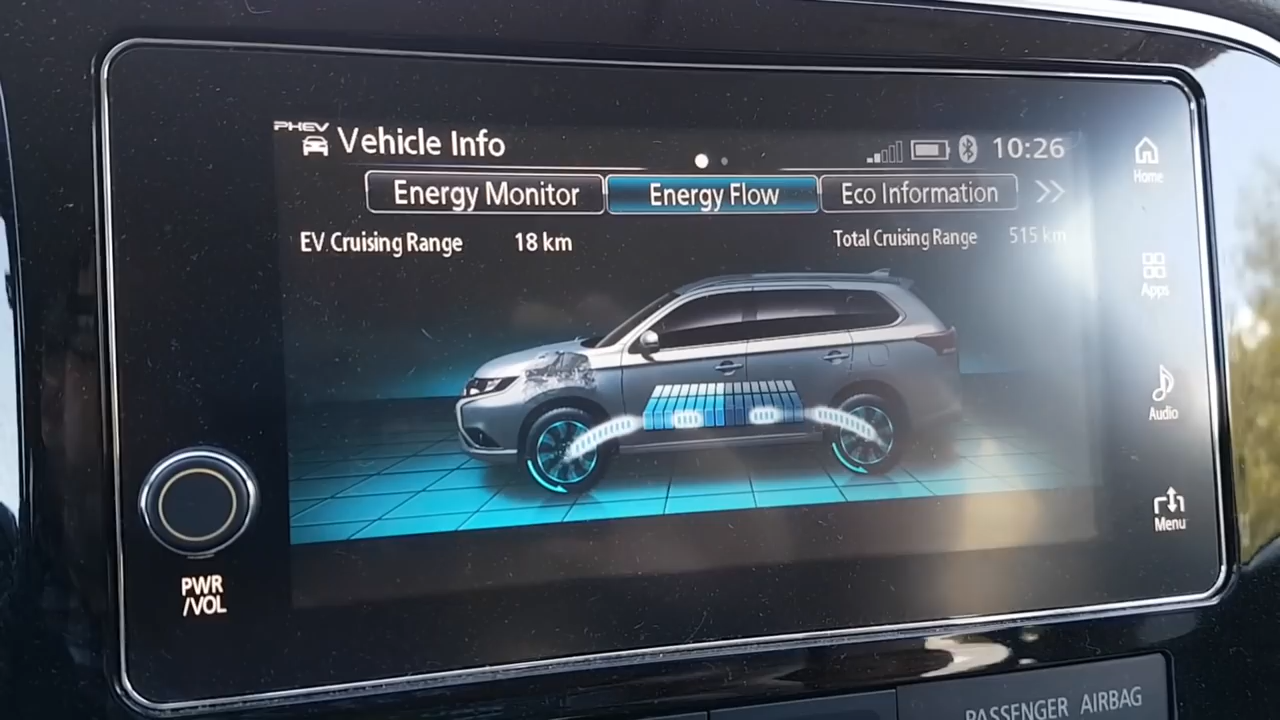 PHEV
Vehicle Info
10:26
Energy Monitor
Energy Flow
Eco Information
EV Cruising Range 18 km
Total Cruising Range 515 km
Home
Apps
Audio
Menu
PWR
/VOL
PASSENGER AIRBAG